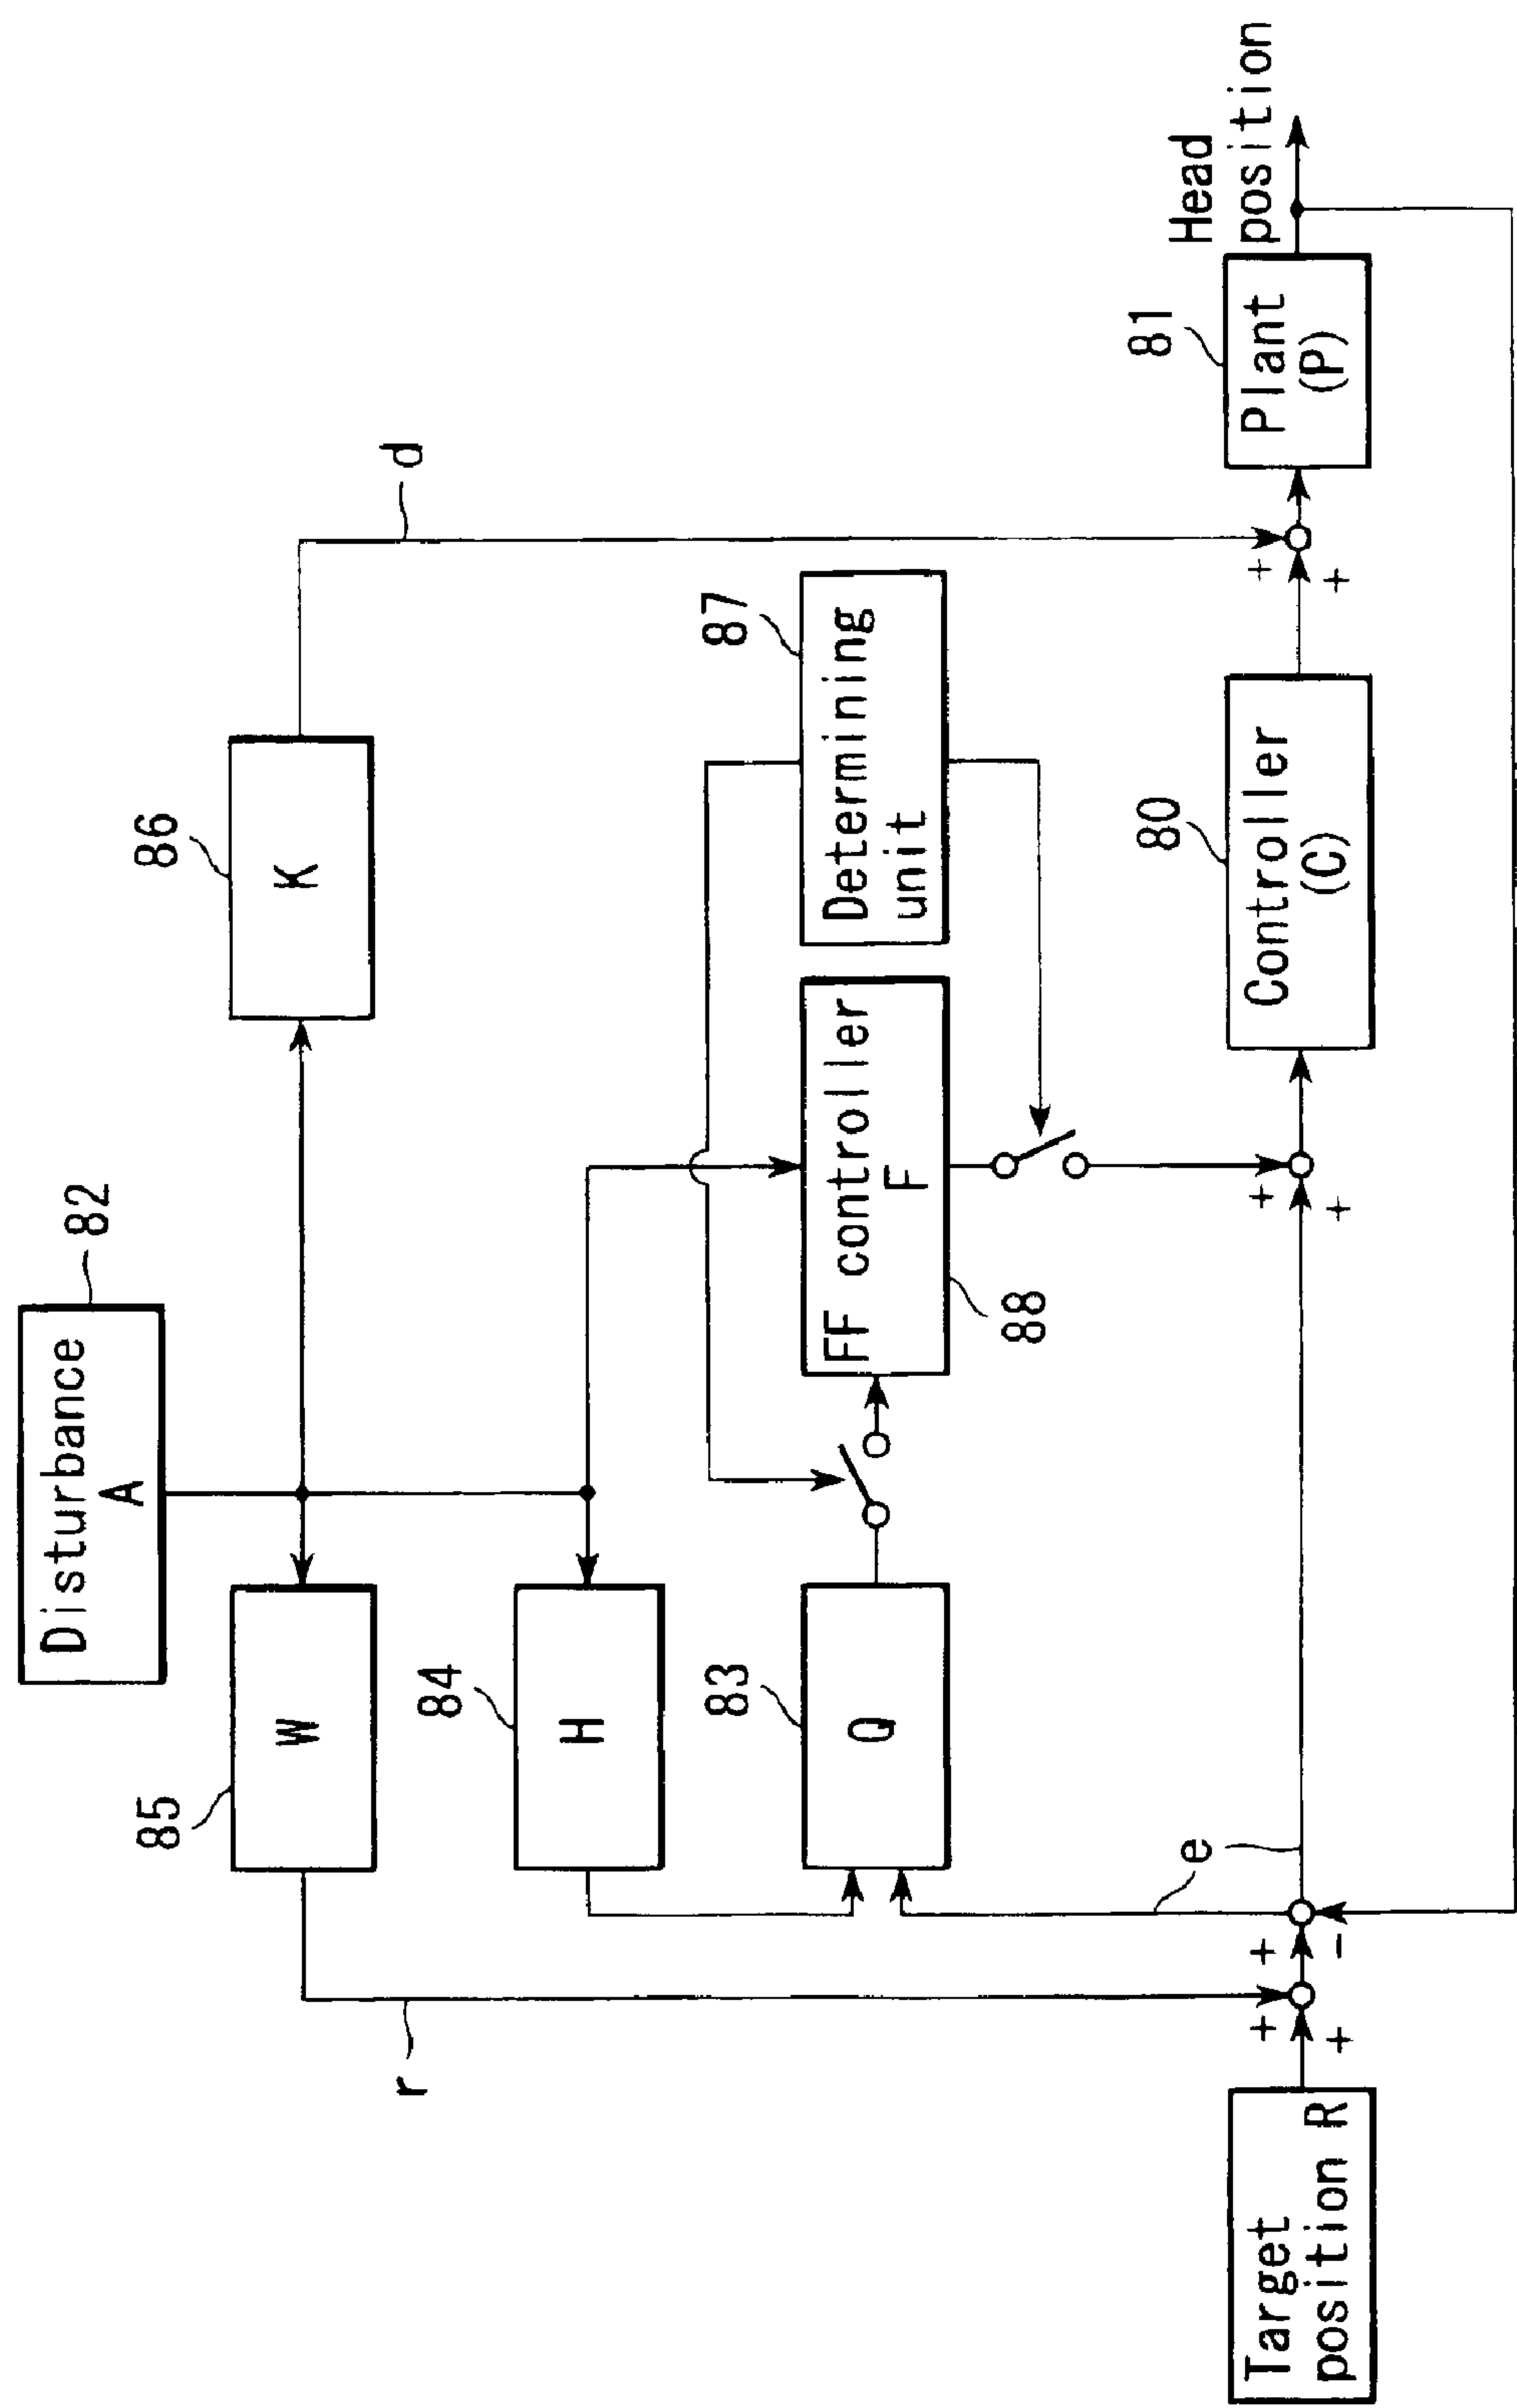 Disturbance
A
82
85
W
86
K
d
r
84
H
83
Q
FF controller
F
88
87
Determining
unit
e
Target
position R
+
+
+
-
+
+
80
Controller
(C)
+
+
81
Plant
(P)
Head
position